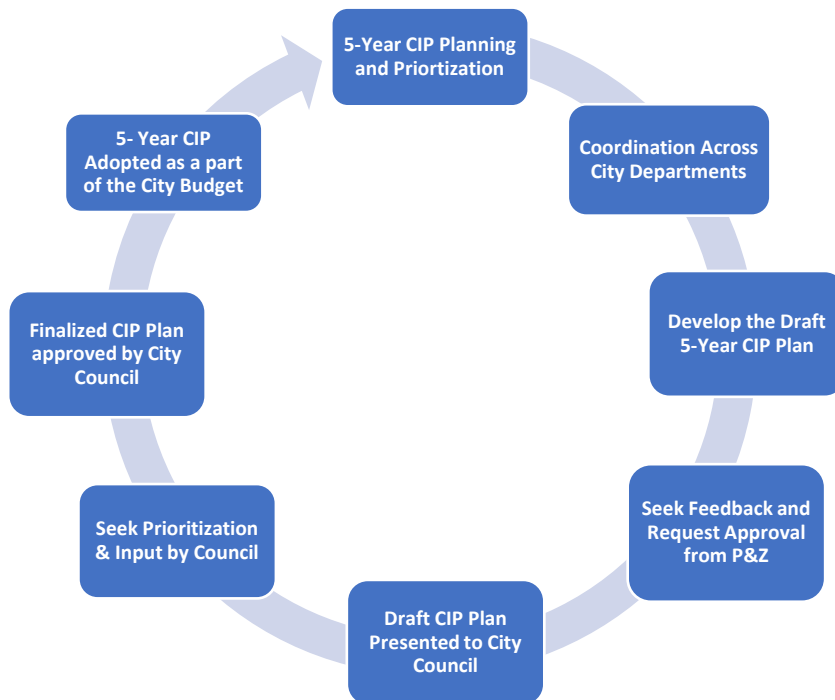 5-Year CIP Planning
and Priortization
Coordination Across
City Departments
Develop the Draft
5-Year CIP Plan
Seek Feedback and
Request Approval
from P&Z
Draft CIP Plan
Presented to City
Council
Seek Prioritization
& Input by Council
Finalized CIP Plan
approved by City
Council
5- Year CIP
Adopted as a part
of the City Budget